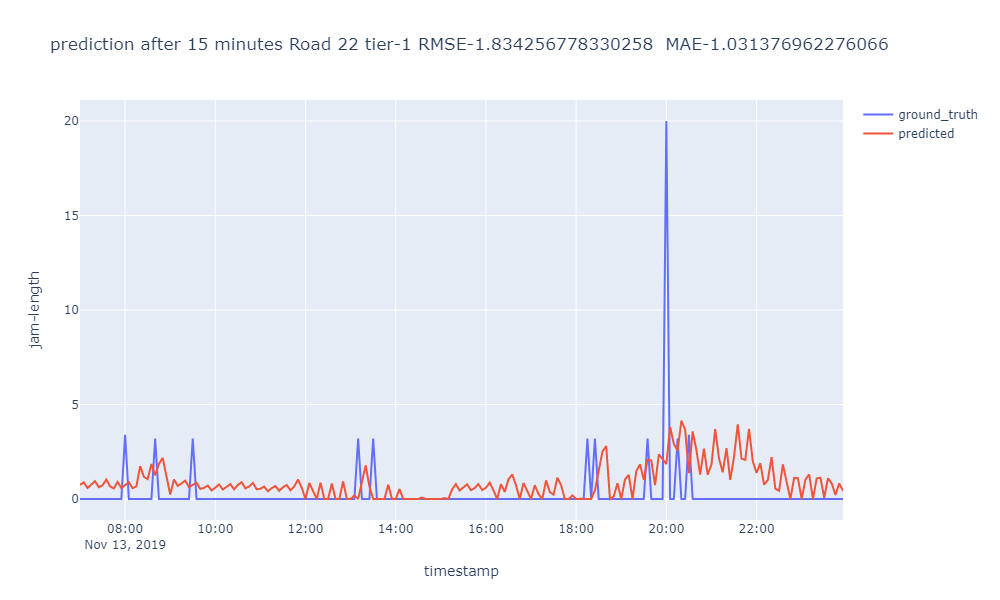 prediction after 15 minutes Road 22 tier-1 RMSE-1.834256778330258  MAE-1.031376962276066
ground_truth
predicted
20
15
10
5
0
jam-length
08:00 10:00 12:00 14:00 16:00 18:00 20:00 22:00
Nov 13, 2019
timestamp